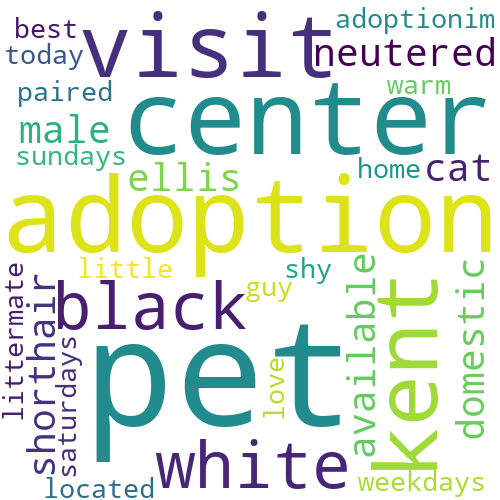 best
visit
adoptionim
today
neutered
paired
center
warm
male
sundays
ellis
home
cat
adoption
little
shy
guy
black
pet
littermate
shorthair
saturdays
love
available
kent
domestic
white
located
weekdays